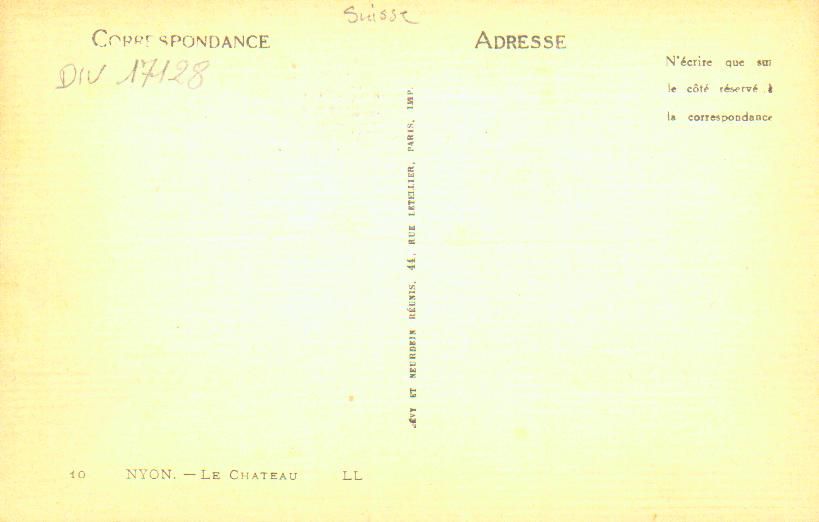 Suisse
CORRESPONDANCE
ADRESSE
DIV 17128
N'écrire que sur
le côté réservé à
la correspondance
LÉVY ET NEURDEIN RÉUNIS, 44, RUE LETELLIER, PARIS. IMP.
10 NYON. — LE CHATEAU LL